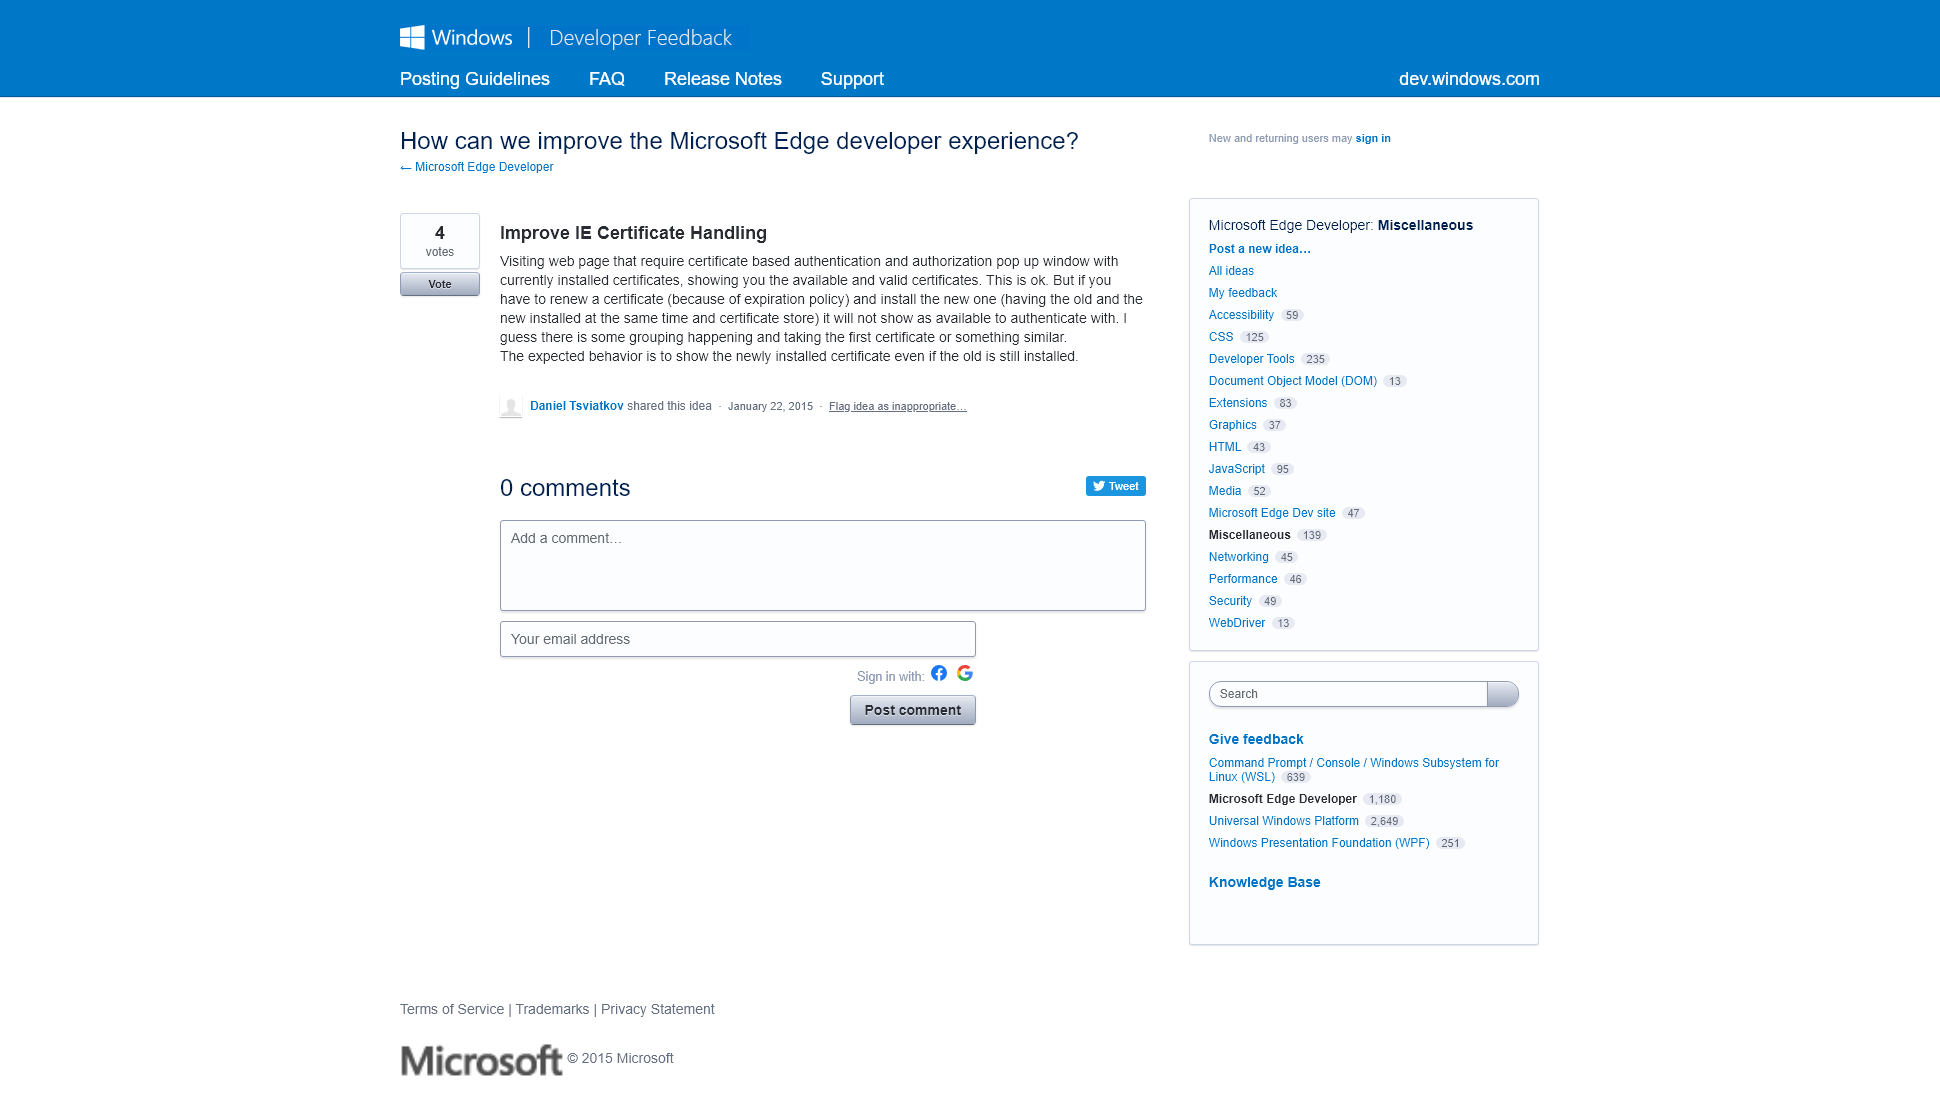 Windows | Developer Feedback
Posting Guidelines FAQ Release Notes Support dev.windows.com
How can we improve the Microsoft Edge developer experience?
← Microsoft Edge Developer
New and returning users may sign in
4
votes
Vote
Improve IE Certificate Handling
Visiting web page that require certificate based authentication and authorization pop up window with
currently installed certificates, showing you the available and valid certificates. This is ok. But if you
have to renew a certificate (because of expiration policy) and install the new one (having the old and the
new installed at the same time and certificate store) it will not show as available to authenticate with. I
guess there is some grouping happening and taking the first certificate or something similar.
The expected behavior is to show the newly installed certificate even if the old is still installed.
Daniel Tsviatkov shared this idea · January 22, 2015 · Flag idea as inappropriate…
0 comments
Tweet
Add a comment…
Your email address
Sign in with:
Post comment
Microsoft Edge Developer: Miscellaneous
Post a new idea…
All ideas
My feedback
Accessibility 59
CSS 125
Developer Tools 235
Document Object Model (DOM) 13
Extensions 83
Graphics 37
HTML 43
JavaScript 95
Media 52
Microsoft Edge Dev site 47
Miscellaneous 139
Networking 45
Performance 46
Security 49
WebDriver 13
Search
Give feedback
Command Prompt / Console / Windows Subsystem for
Linux (WSL) 639
Microsoft Edge Developer 1,180
Universal Windows Platform 2,649
Windows Presentation Foundation (WPF) 251
Knowledge Base
Terms of Service | Trademarks | Privacy Statement
Microsoft © 2015 Microsoft